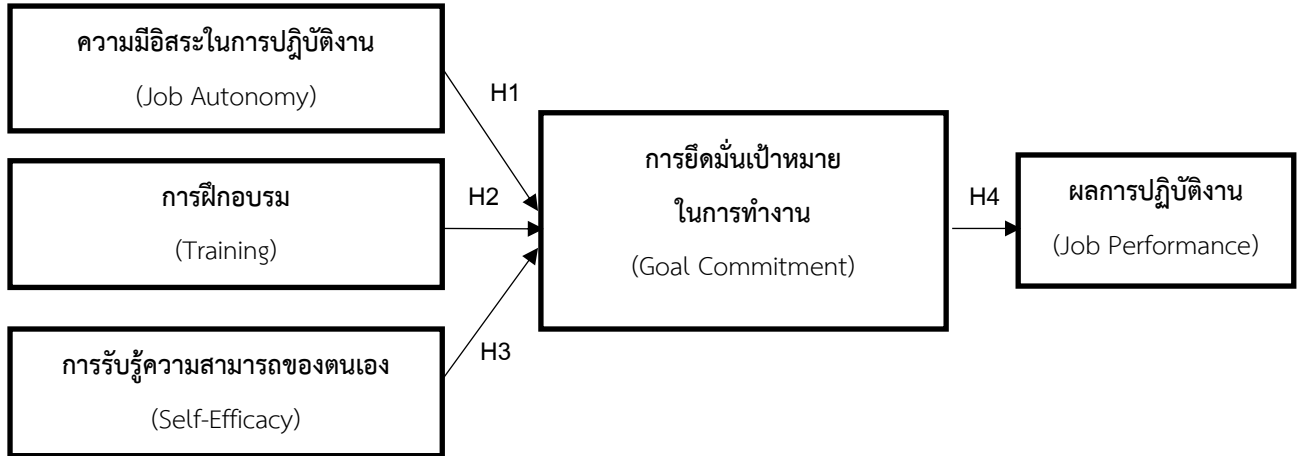 ความมีอิสระในการปฎิบัติงาน
(Job Autonomy)
H1
การฝึกอบรม
(Training)
H2
การรับรู้ความสามารถของตนเอง
(Self-Efficacy)
H3
การยึดมั่นเป้าหมาย
ในการทำงาน
(Goal Commitment)
H4
ผลการปฏิบัติงาน
(Job Performance)